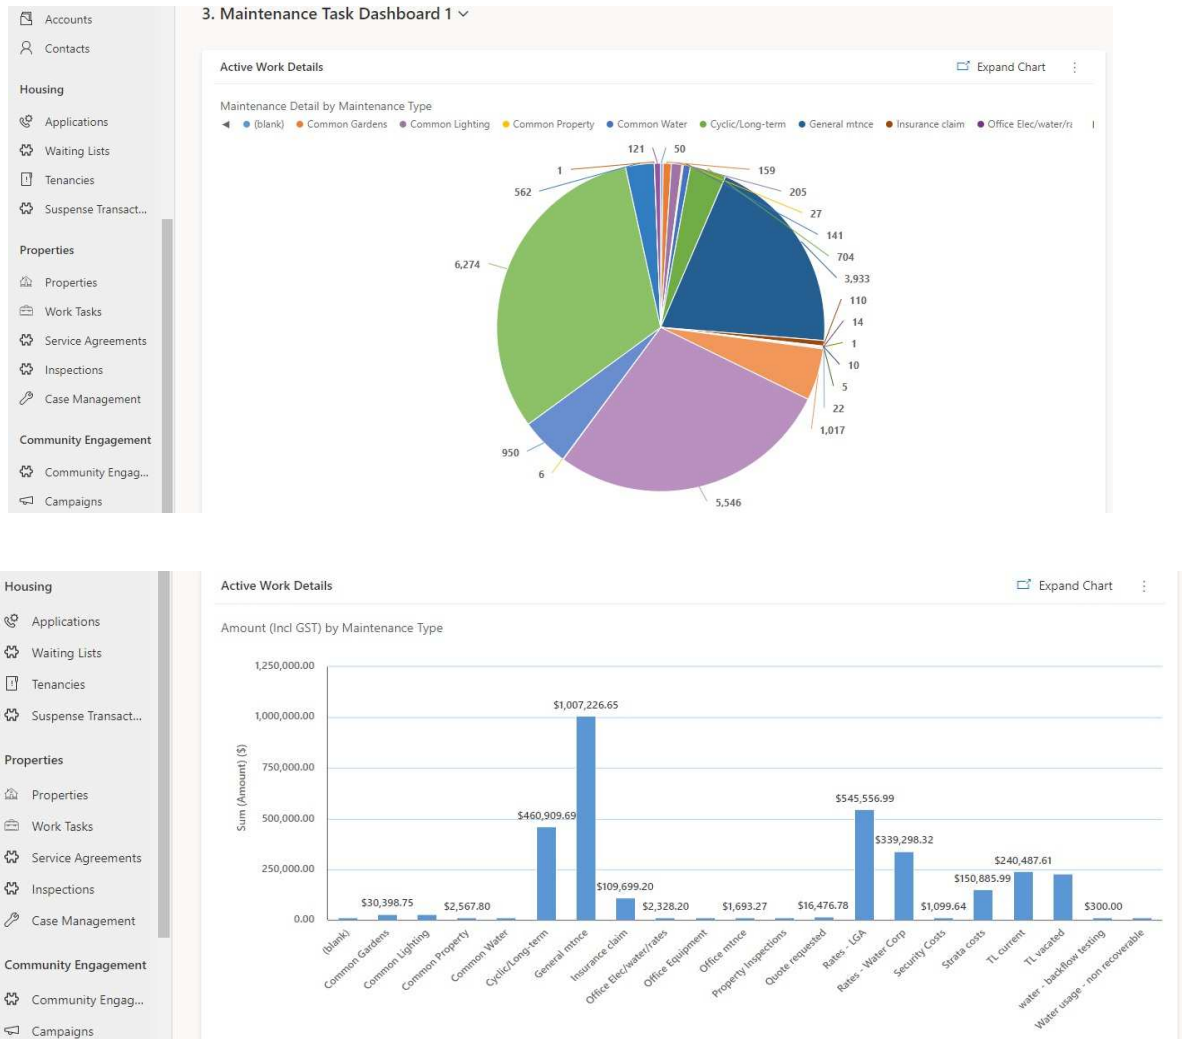 Accounts
Contacts
Housing
Applications
Waiting Lists
Tenancies
Suspense Transact...
Properties
Properties
Work Tasks
Service Agreements
Inspections
Case Management
Community Engagement
Community Engag...
Campaigns
3. Maintenance Task Dashboard 1
Active Work Details
Expand Chart
Maintenance Detail by Maintenance Type
(blank) Common Gardens Common Lighting Common Property Common Water Cyclic/Long-term General mtnce Insurance claim Office Elec/water/ra
121
50
1
159
562
205
27
141
704
6,274
3,933
110
14
1
10
5
22
1,017
950
6
5,546
Housing
Applications
Waiting Lists
Tenancies
Suspense Transact...
Properties
Properties
Work Tasks
Service Agreements
Inspections
Case Management
Community Engagement
Community Engag...
Campaigns
Active Work Details
Expand Chart
Amount (Incl GST) by Maintenance Type
Sum (Amount) ($)
1,250,000.00
1,000,000.00
750,000.00
500,000.00
250,000.00
0.00
$30,398.75
$2,567.80
$460,909.69
$1,007,226.65
$109,699.20
$2,328.20
$1,693.27
$16,476.78
$545,556.99
$339,298.32
$1,099.64
$150,885.99
$240,487.61
$300.00
(blank)
Common Gardens
Common Lighting
Common Property
Common Water
Cyclic/Long-term
General mtnce
Insurance claim
Office Elec/water/rates
Office Equipment
Office mtnce
Property Inspections
Quote requested
Rates - LGA
Rates - Water Corp
Security Costs
Strata costs
TL current
TL vacated
water - backflow testing
Water usage - non recoverable